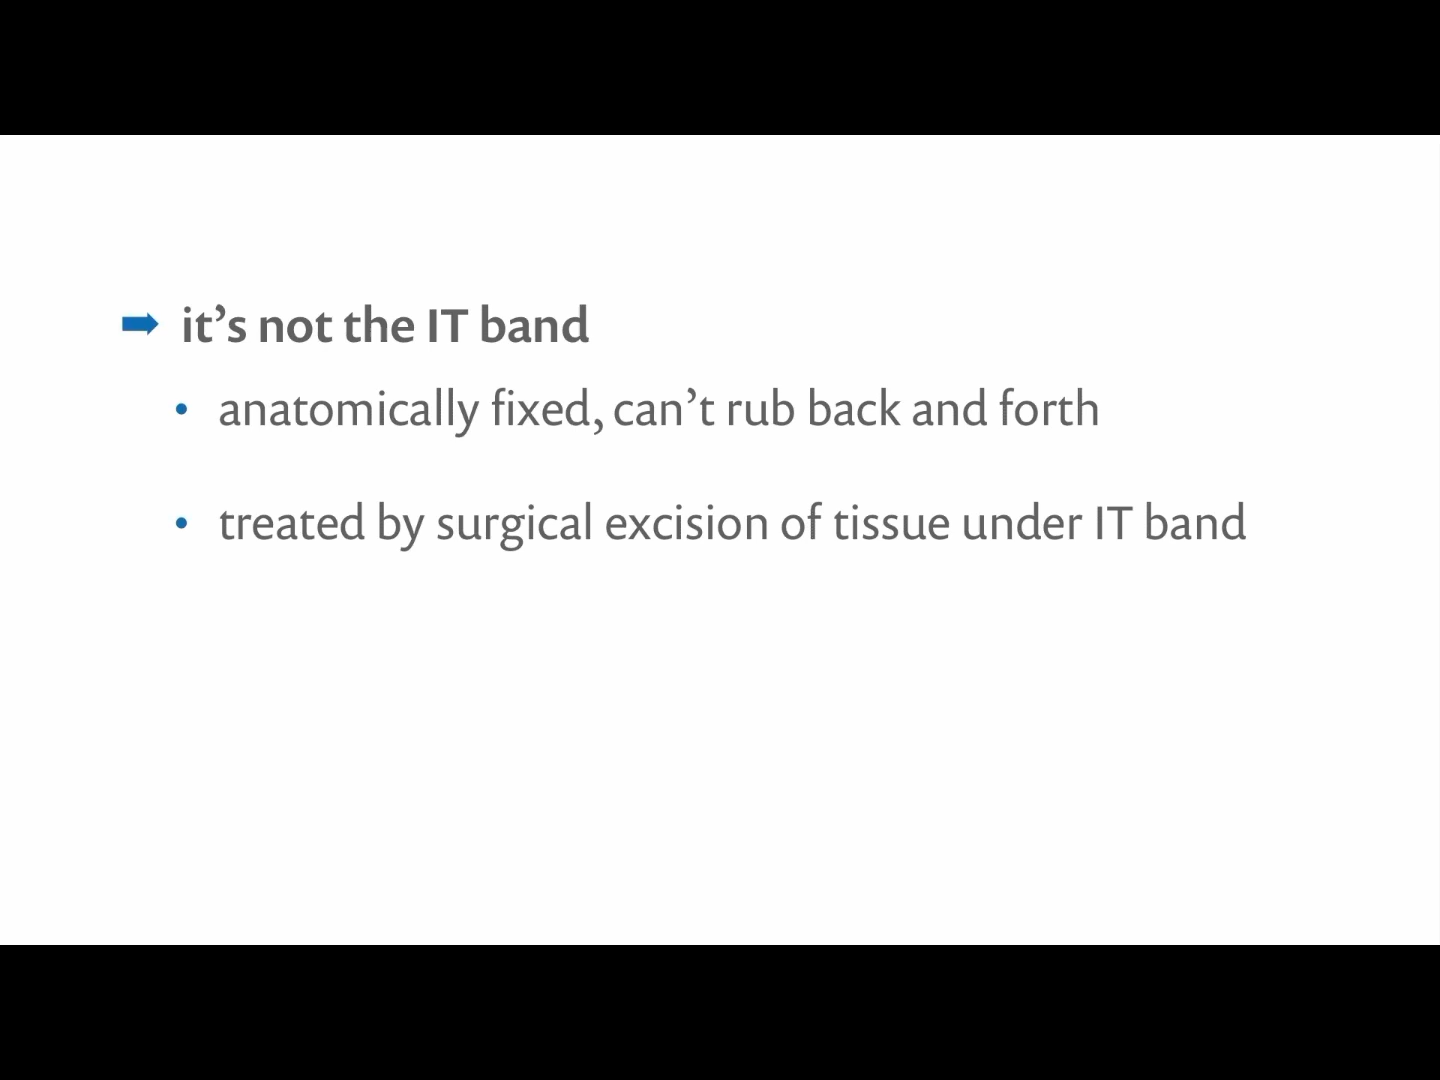 ➡ it’s not the IT band
• anatomically fixed, can’t rub back and forth
• treated by surgical excision of tissue under IT band